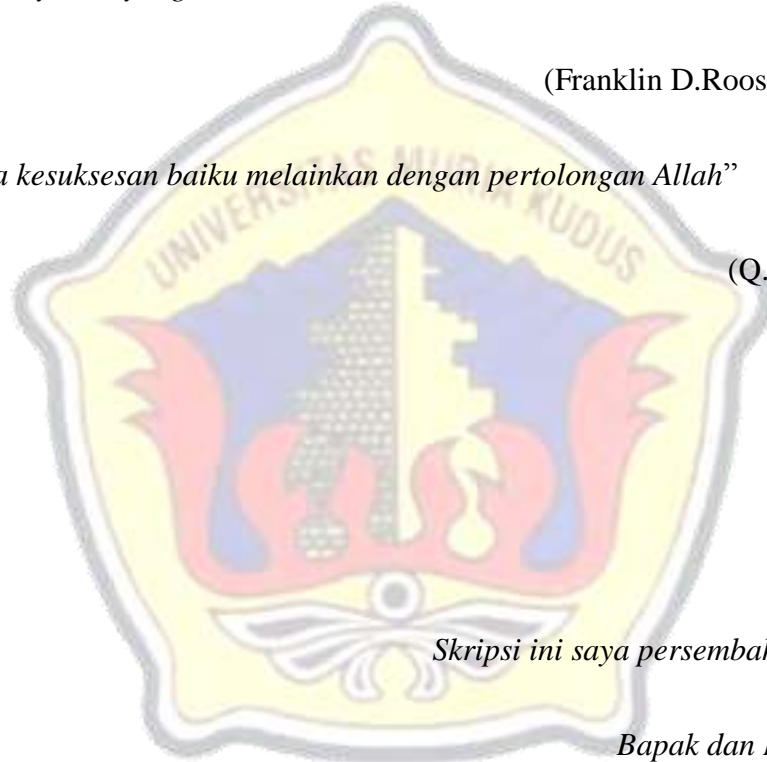 (Franklin D.Roos
kesuksesan baiku melainkan dengan pertolongan Allah”
UNIVERSITAS MURIA KUDUS
(Q.
Skripsi ini saya persembah
Bapak dan